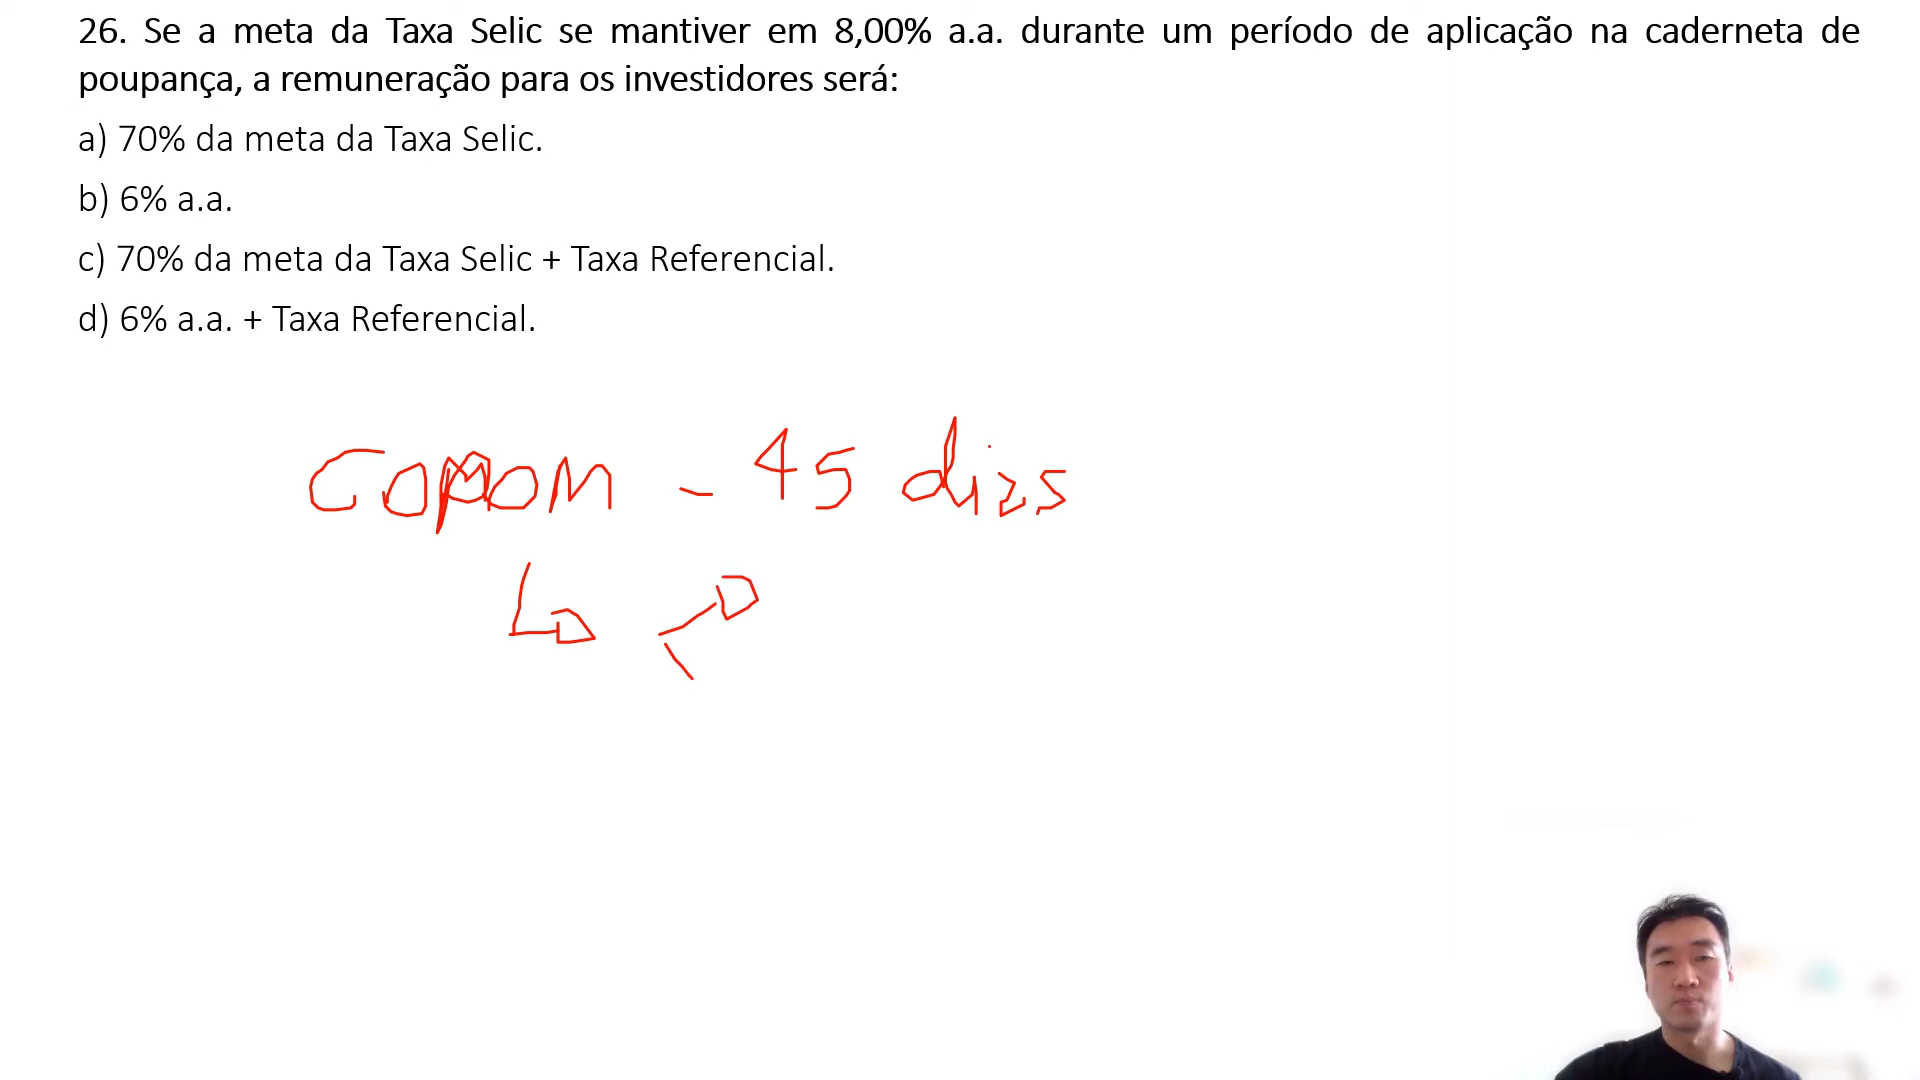 26. Se a meta da Taxa Selic se mantiver em 8,00% a.a. durante um período de aplicação na caderneta de
poupança, a remuneração para os investidores será:
a) 70% da meta da Taxa Selic.
b) 6% a.a.
c) 70% da meta da Taxa Selic + Taxa Referencial.
d) 6% a.a. + Taxa Referencial.
COPOM - 45 dias